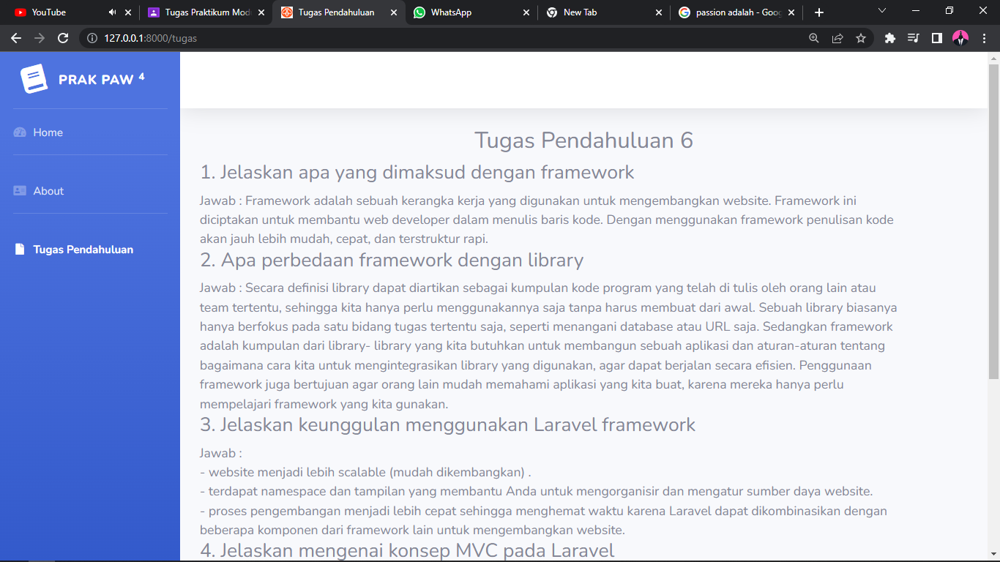 YouTube
Tugas Praktikum Mod
Tugas Pendahuluan
WhatsApp
New Tab
passion adalah - Goog
127.0.0.1:8000/tugas
PRAK PAW 4
Home
About
Tugas Pendahuluan
Tugas Pendahuluan 6
1. Jelaskan apa yang dimaksud dengan framework
Jawab : Framework adalah sebuah kerangka kerja yang digunakan untuk mengembangkan website. Framework ini
diciptakan untuk membantu web developer dalam menulis baris kode. Dengan menggunakan framework penulisan kode
akan jauh lebih mudah, cepat, dan terstruktur rapi.
2. Apa perbedaan framework dengan library
Jawab : Secara definisi library dapat diartikan sebagai kumpulan kode program yang telah di tulis oleh orang lain atau
team tertentu, sehingga kita hanya perlu menggunakannya saja tanpa harus membuat dari awal. Sebuah library biasanya
hanya berfokus pada satu bidang tugas tertentu saja, seperti menangani database atau URL saja. Sedangkan framework
adalah kumpulan dari library- library yang kita butuhkan untuk membangun sebuah aplikasi dan aturan-aturan tentang
bagaimana cara kita untuk mengintegrasikan library yang digunakan, agar dapat berjalan secara efisien. Penggunaan
framework juga bertujuan agar orang lain mudah memahami aplikasi yang kita buat, karena mereka hanya perlu
mempelajari framework yang kita gunakan.
3. Jelaskan keunggulan menggunakan Laravel framework
Jawab :
- website menjadi lebih scalable (mudah dikembangkan) .
- terdapat namespace dan tampilan yang membantu Anda untuk mengorganisir dan mengatur sumber daya website.
- proses pengembangan menjadi lebih cepat sehingga menghemat waktu karena Laravel dapat dikombinasikan dengan
beberapa komponen dari framework lain untuk mengembangkan website.
4. Jelaskan mengenai konsep MVC pada Laravel